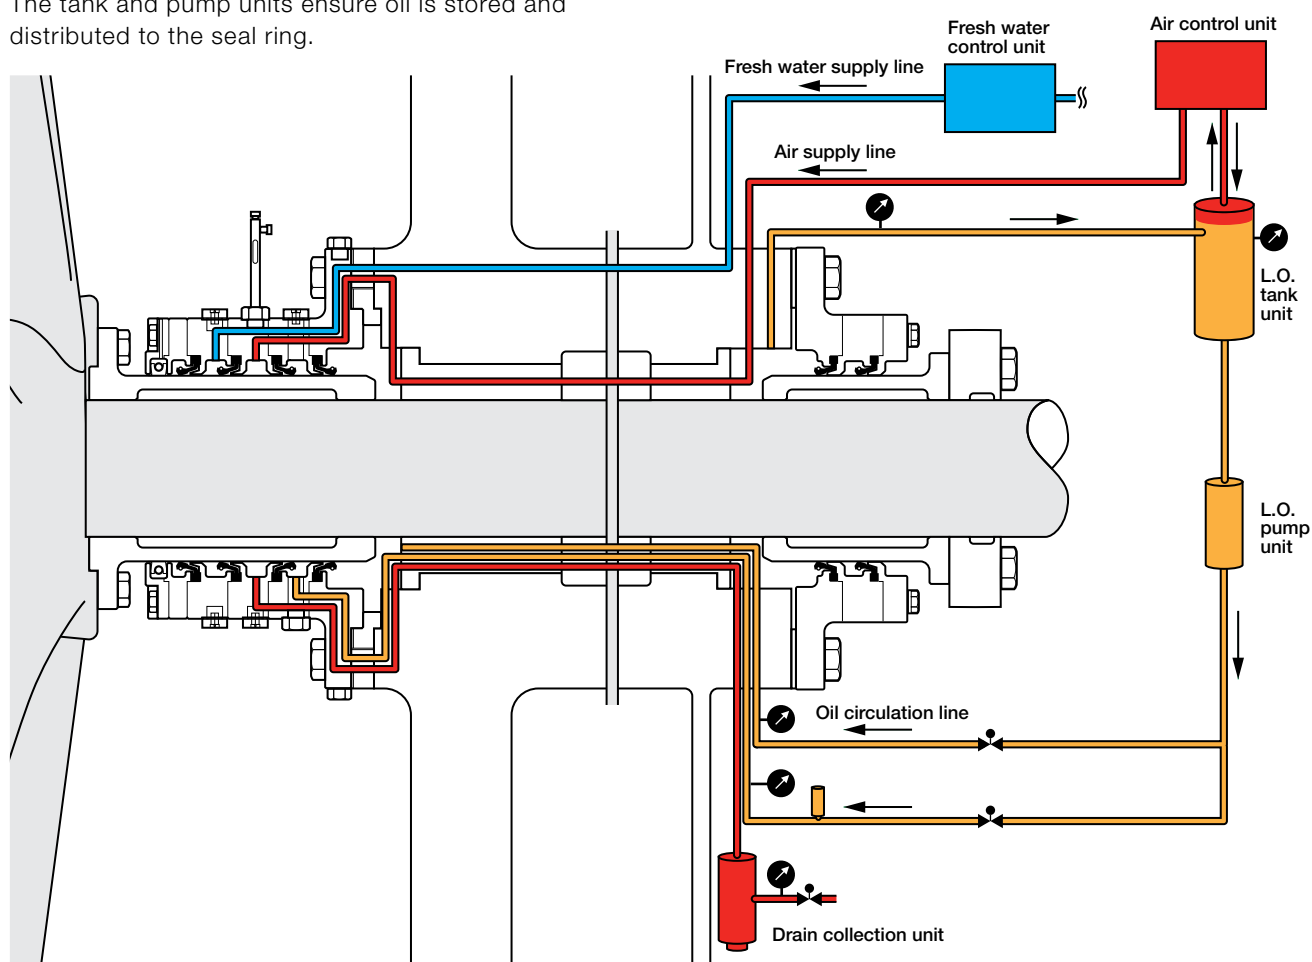 The tank and pump units ensure oil is stored and
distributed to the seal ring.
Fresh water
control unit
Air control unit
Fresh water supply line
Air supply line
L.O.
tank
unit
L.O.
pump
unit
Oil circulation line
Drain collection unit